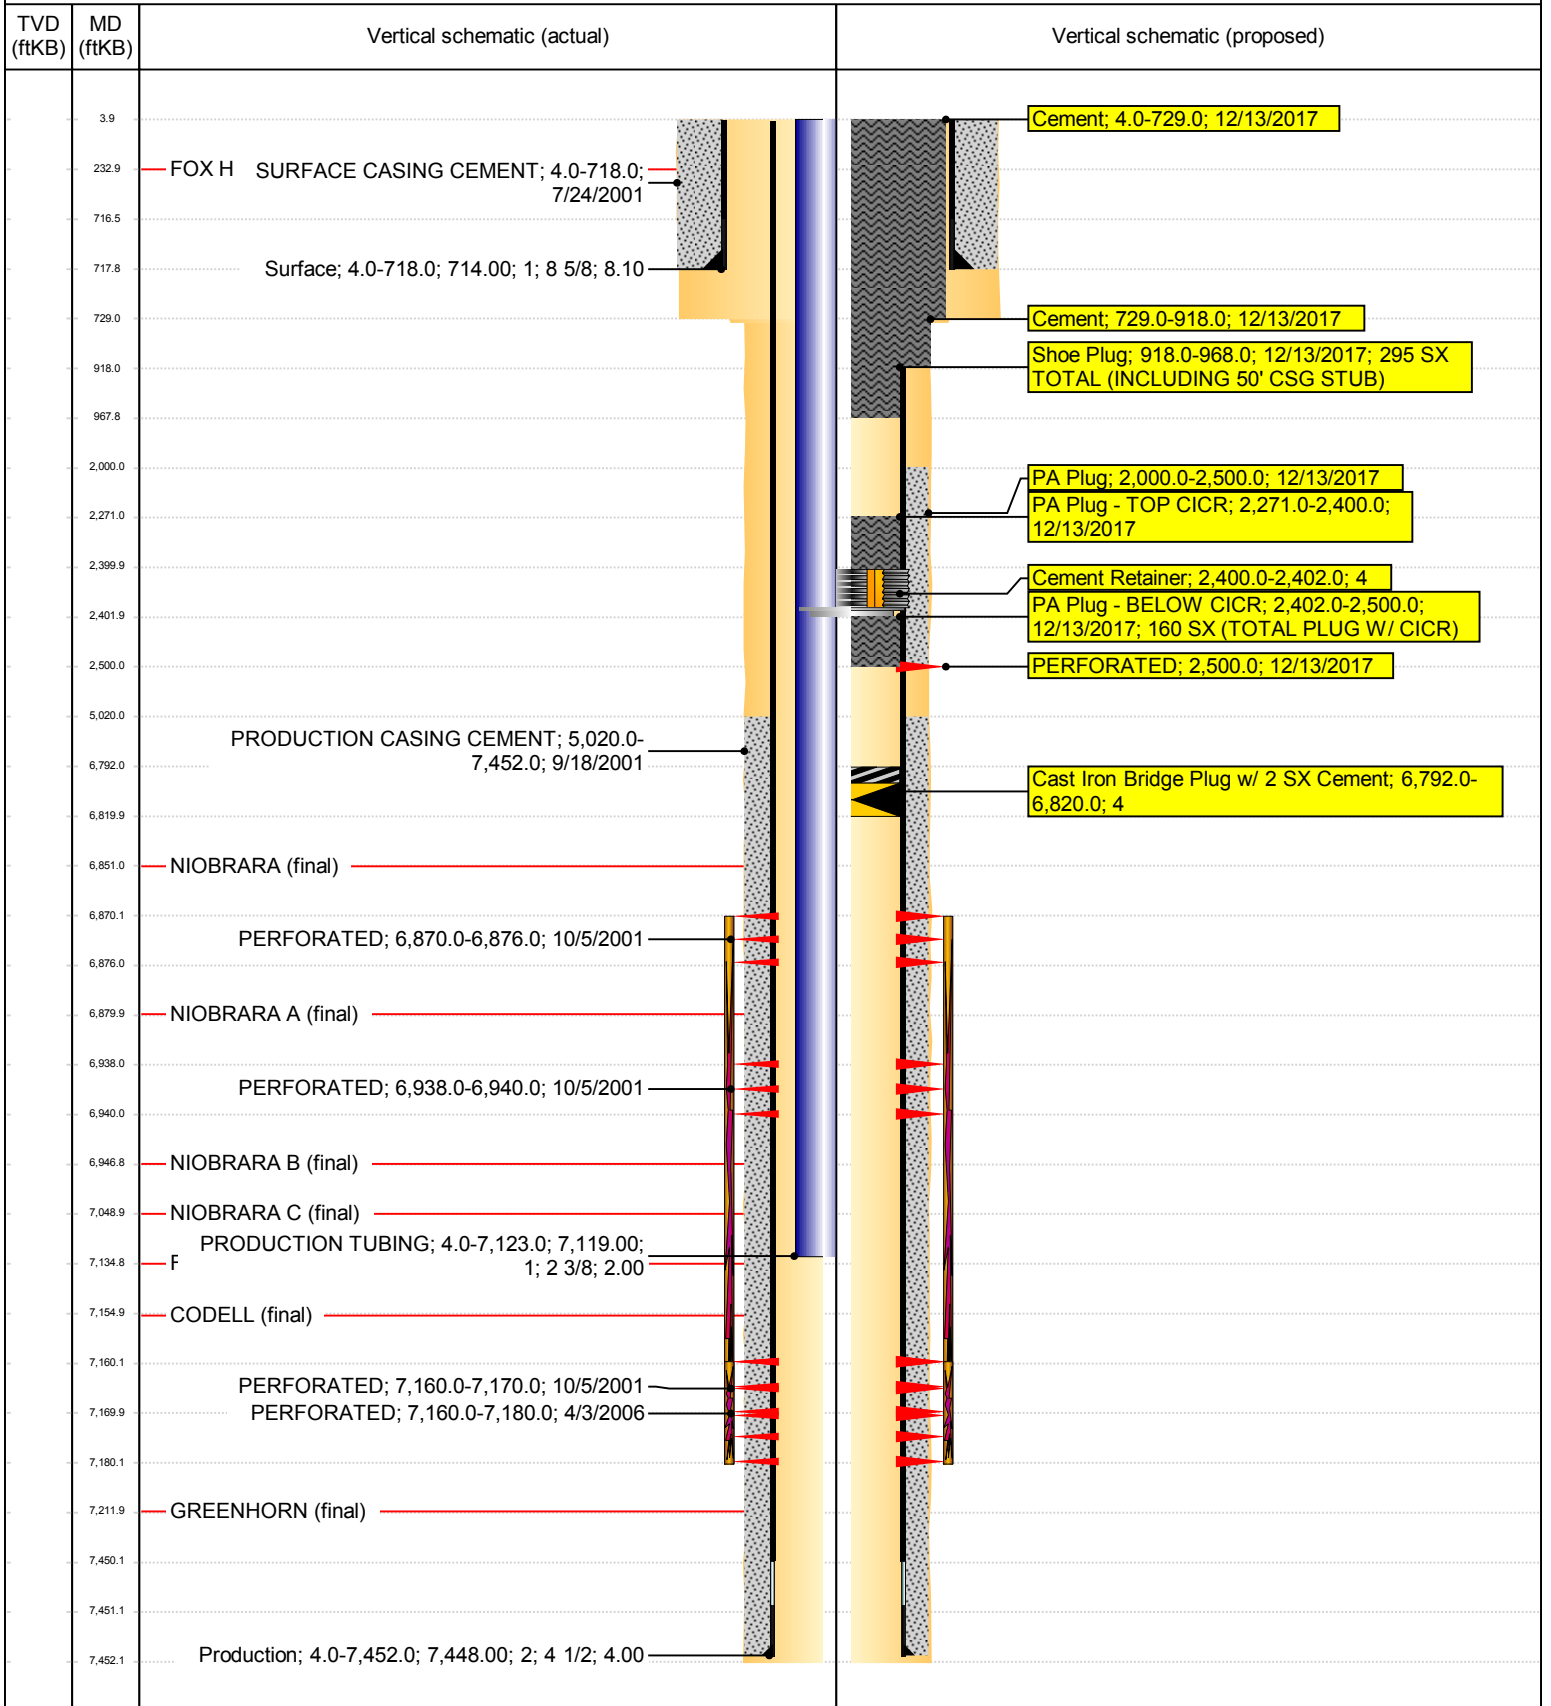 TVD (ftKB)
MD (ftKB)
Vertical schematic (actual)
Vertical schematic (proposed)
3.9
Cement; 4.0-729.0; 12/13/2017
232.9
FOX H
SURFACE CASING CEMENT; 4.0-718.0;
7/24/2001
716.5
717.8
Surface; 4.0-718.0; 714.00; 1; 8 5/8; 8.10
729.0
Cement; 729.0-918.0; 12/13/2017
918.0
Shoe Plug; 918.0-968.0; 12/13/2017; 295 SX
TOTAL (INCLUDING 50' CSG STUB)
967.8
2,000.0
PA Plug; 2,000.0-2,500.0; 12/13/2017
2,271.0
PA Plug - TOP CICR; 2,271.0-2,400.0;
12/13/2017
2,399.9
Cement Retainer; 2,400.0-2,402.0; 4
2,401.9
PA Plug - BELOW CICR; 2,402.0-2,500.0;
12/13/2017; 160 SX (TOTAL PLUG W/ CICR)
2,500.0
PERFORATED; 2,500.0; 12/13/2017
5,020.0
PRODUCTION CASING CEMENT; 5,020.0-
7,452.0; 9/18/2001
6,792.0
Cast Iron Bridge Plug w/ 2 SX Cement; 6,792.0-
6,820.0; 4
6,819.9
6,851.0
NIOBRARA (final)
6,870.1
PERFORATED; 6,870.0-6,876.0; 10/5/2001
6,876.0
6,879.9
NIOBRARA A (final)
6,938.0
PERFORATED; 6,938.0-6,940.0; 10/5/2001
6,940.0
6,946.8
NIOBRARA B (final)
7,048.9
NIOBRARA C (final)
PRODUCTION TUBING; 4.0-7,123.0; 7,119.00;
1; 2 3/8; 2.00
7,134.8
F
7,154.9
CODELL (final)
7,160.1
PERFORATED; 7,160.0-7,170.0; 10/5/2001
7,169.9
PERFORATED; 7,160.0-7,180.0; 4/3/2006
7,180.1
7,211.9
GREENHORN (final)
7,450.1
7,451.1
Production; 4.0-7,452.0; 7,448.00; 2; 4 1/2; 4.00
7,452.1